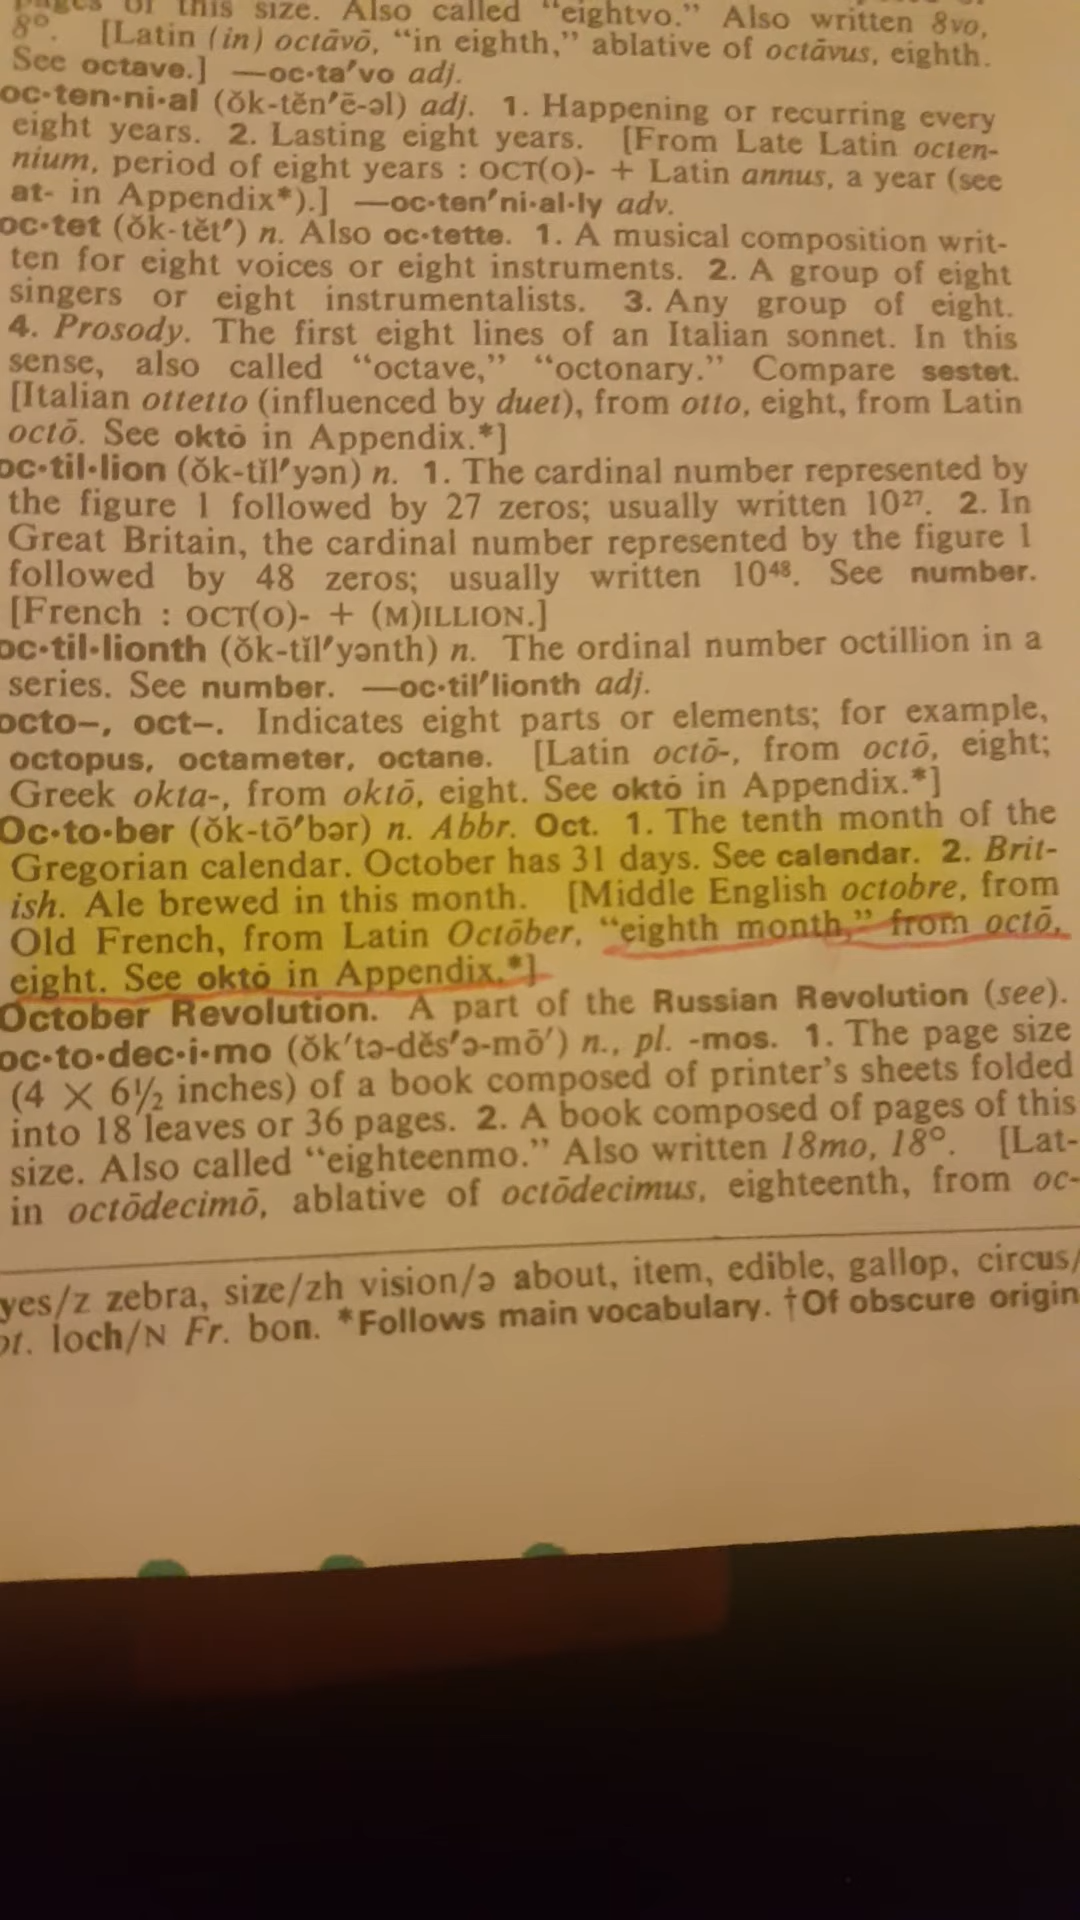 pages of this size. Also called “eightvo.” Also written 8vo,
8°. [Latin (in) octāvō, “in eighth,” ablative of octāvus, eighth.
See octave.] —oc·ta′vo adj.
oc·ten·ni·al (ŏk-tĕn′ē-əl) adj. 1. Happening or recurring every
eight years. 2. Lasting eight years. [From Late Latin octen-
nium, period of eight years : OCT(O)- + Latin annus, a year (see
at- in Appendix*).] —oc·ten′ni·al·ly adv.
oc·tet (ŏk-tĕt′) n. Also oc·tette. 1. A musical composition writ-
ten for eight voices or eight instruments. 2. A group of eight
singers or eight instrumentalists. 3. Any group of eight.
4. Prosody. The first eight lines of an Italian sonnet. In this
sense, also called “octave,” “octonary.” Compare sestet.
[Italian ottetto (influenced by duet), from otto, eight, from Latin
octō. See oktō in Appendix.*]
oc·til·lion (ŏk-tĭl′yən) n. 1. The cardinal number represented by
the figure 1 followed by 27 zeros; usually written 10²⁷. 2. In
Great Britain, the cardinal number represented by the figure 1
followed by 48 zeros; usually written 10⁴⁸. See number.
[French : OCT(O)- + (M)ILLION.]
oc·til·lionth (ŏk-tĭl′yənth) n. The ordinal number octillion in a
series. See number. —oc·til′lionth adj.
octo–, oct–. Indicates eight parts or elements; for example,
octopus, octameter, octane. [Latin octō-, from octō, eight;
Greek okta-, from oktō, eight. See oktō in Appendix.*]
Oc·to·ber (ŏk-tō′bər) n. Abbr. Oct. 1. The tenth month of the
Gregorian calendar. October has 31 days. See calendar. 2. Brit-
ish. Ale brewed in this month. [Middle English octobre, from
Old French, from Latin Octōber, “eighth month,” from octō,
eight. See oktō in Appendix.*]
October Revolution. A part of the Russian Revolution (see).
oc·to·dec·i·mo (ŏk′tə-dĕs′ə-mō′) n., pl. -mos. 1. The page size
(4 × 6½ inches) of a book composed of printer’s sheets folded
into 18 leaves or 36 pages. 2. A book composed of pages of this
size. Also called “eighteenmo.” Also written 18mo, 18°. [Lat-
in octōdecimō, ablative of octōdecimus, eighteenth, from oc-
yes/z zebra, size/zh vision/ə about, item, edible, gallop, circus/
loch/N Fr. bon. *Follows main vocabulary. †Of obscure origin